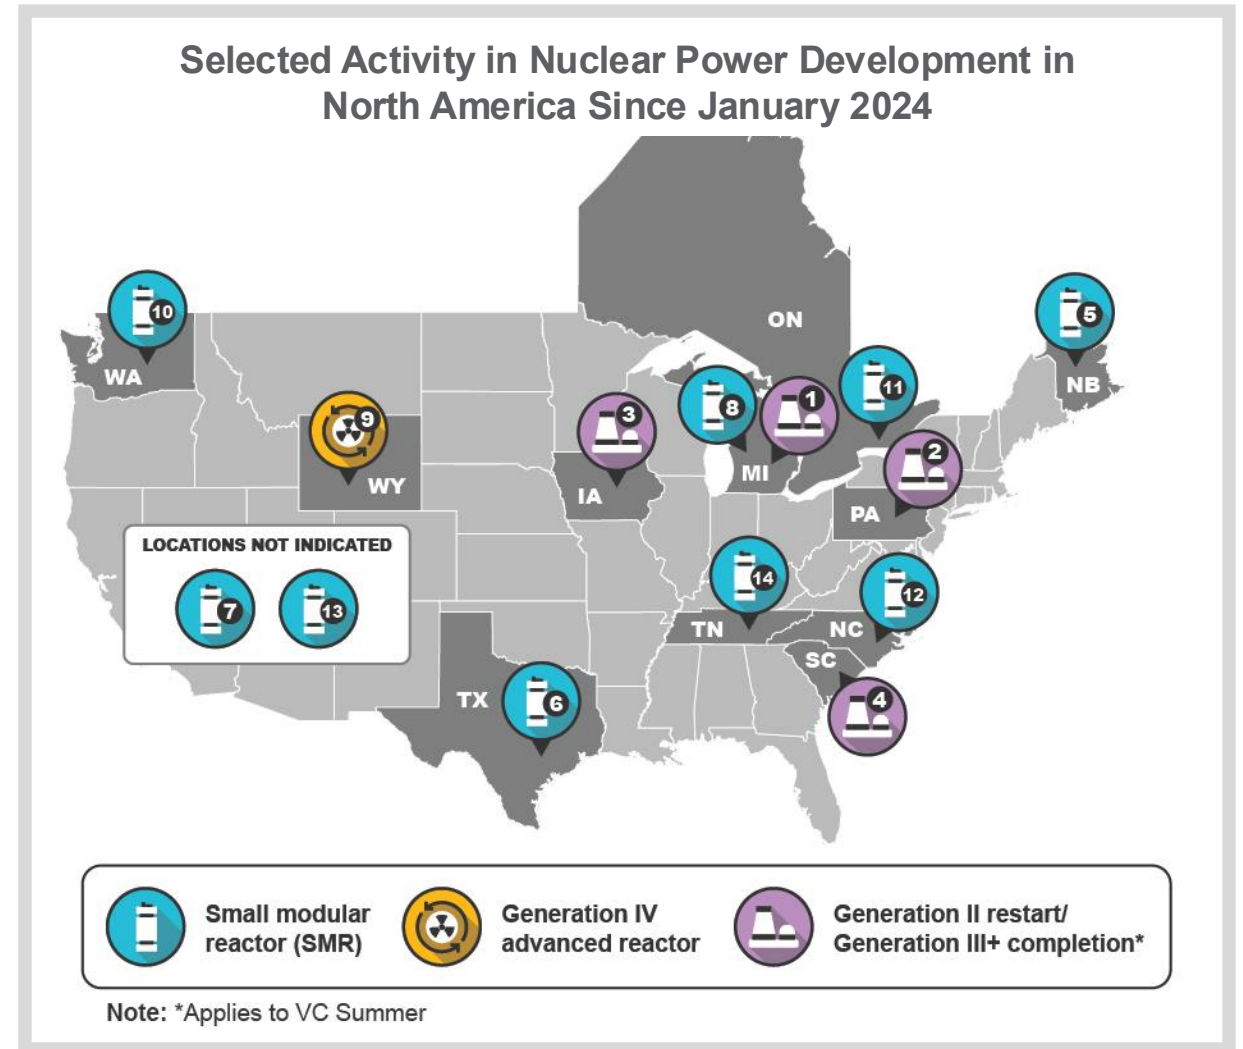 Selected Activity in Nuclear Power Development in
North America Since January 2024
10
WA
9
WY
3
IA
ON
8
1
MI
11
5
NB
2
PA
LOCATIONS NOT INDICATED
7
13
14
TN
12
NC
SC
4
TX
6
Small modular
reactor (SMR)
Generation IV
advanced reactor
Generation II restart/
Generation III+ completion*
Note: *Applies to VC Summer